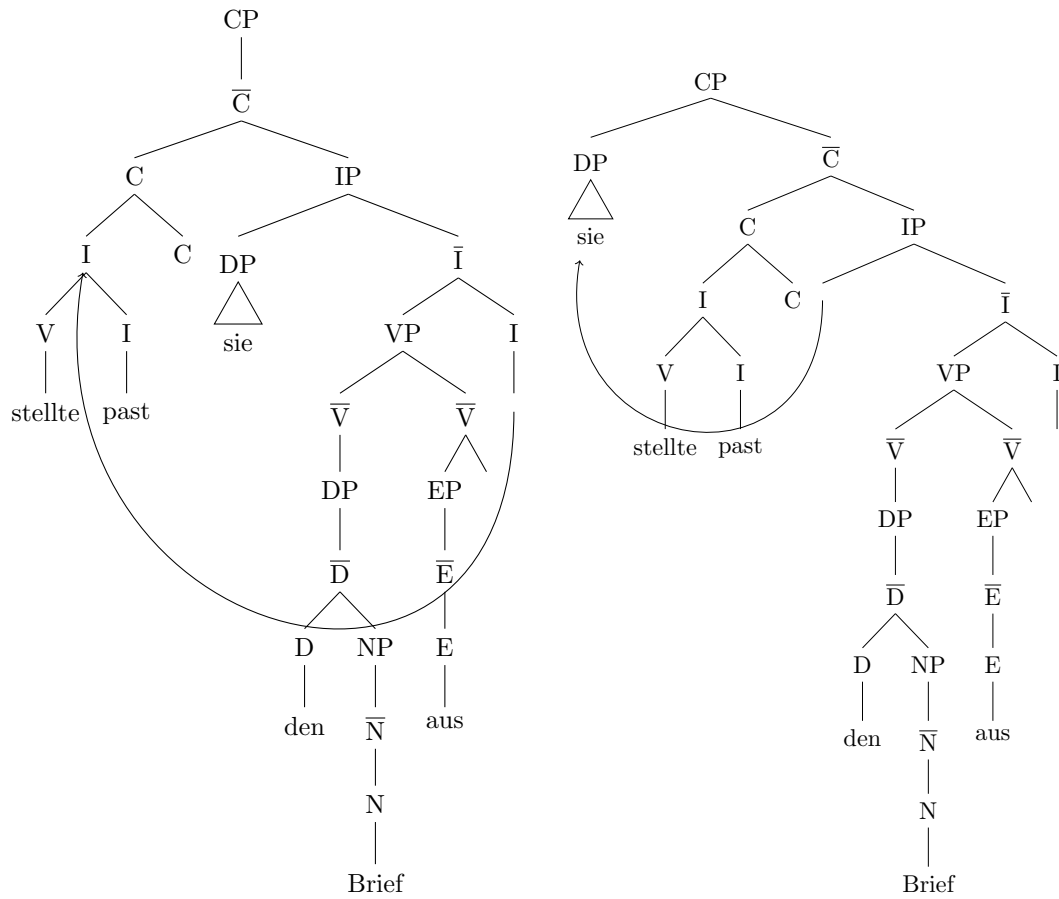 CP
C̅
C IP
I C DP I̅
sie
V I VP I
stellte past V̅ V̅
DP EP
D̅ E̅
D NP E
den N̅ aus
N
Brief
CP
DP C̅
sie
C IP
I C I̅
V I VP I
stellte past V̅ V̅
DP EP
D̅ E̅
D NP E
den N̅ aus
N
Brief